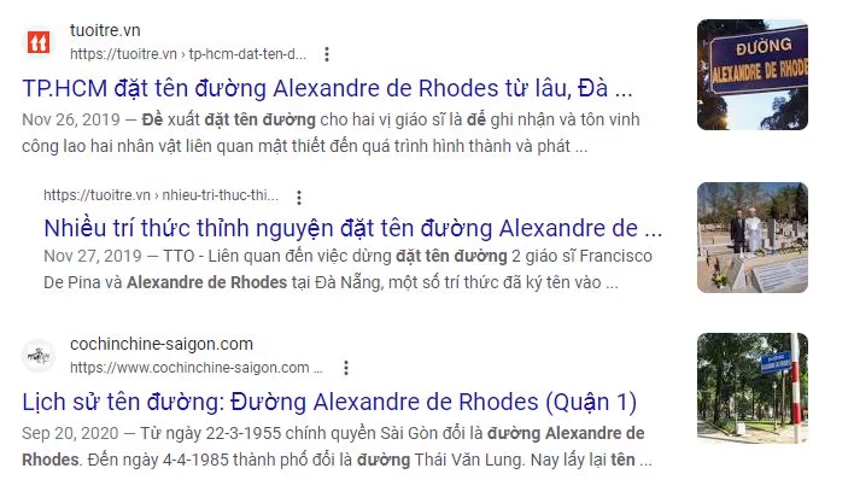 tuoitre.vn
https://tuoitre.vn › tp-hcm-dat-ten-d...
TP.HCM đặt tên đường Alexandre de Rhodes từ lâu, Đà ...
Nov 26, 2019 — Đề xuất đặt tên đường cho hai vị giáo sĩ là để ghi nhận và tôn vinh
công lao hai nhân vật liên quan mật thiết đến quá trình hình thành và phát ...
ĐƯỜNG
ALEXANDRE DE RHODE
https://tuoitre.vn › nhieu-tri-thuc-thi...
Nhiều trí thức thỉnh nguyện đặt tên đường Alexandre de ...
Nov 27, 2019 — TTO - Liên quan đến việc dừng đặt tên đường 2 giáo sĩ Francisco
De Pina và Alexandre de Rhodes tại Đà Nẵng, một số trí thức đã ký tên vào ...
cochinchine-saigon.com
https://www.cochinchine-saigon.com ...
Lịch sử tên đường: Đường Alexandre de Rhodes (Quận 1)
Sep 20, 2020 — Từ ngày 22-3-1955 chính quyền Sài Gòn đổi là đường Alexandre de
Rhodes. Đến ngày 4-4-1985 thành phố đổi là đường Thái Văn Lung. Nay lấy lại tên ...